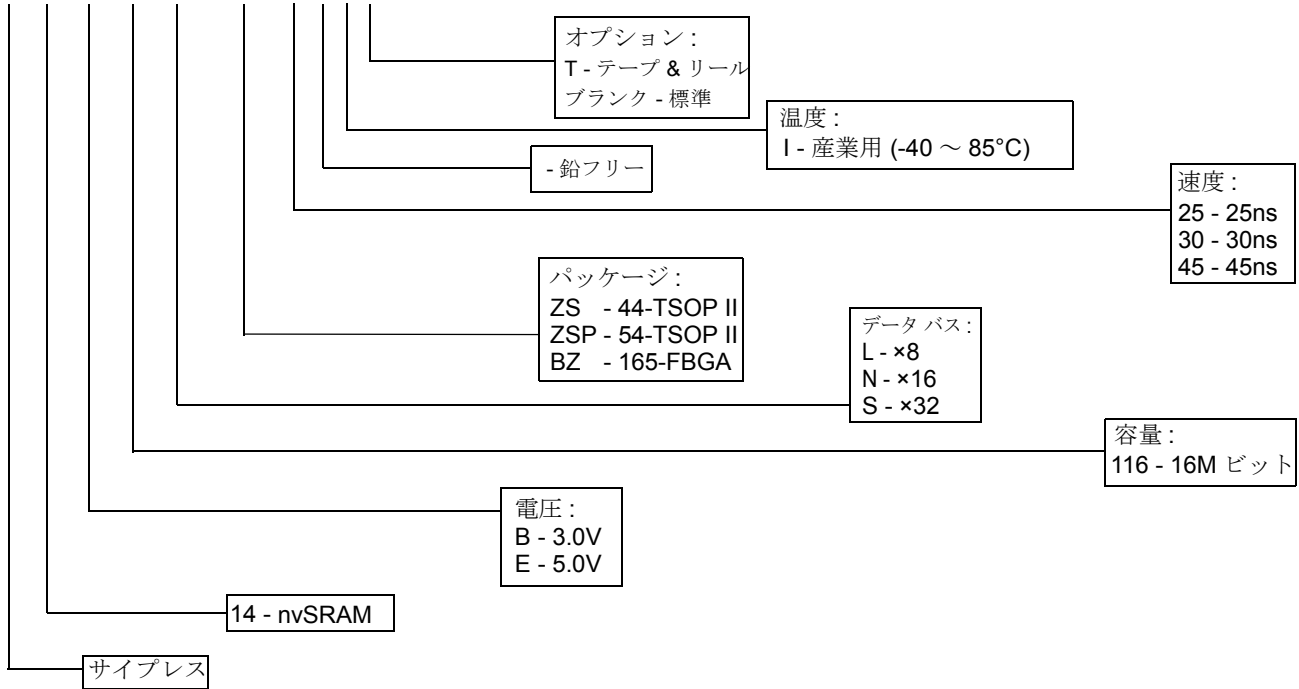 オプション :
T - テープ & リール
ブランク - 標準
温度 :
I - 産業用 (-40 ～ 85°C)
- 鉛フリー
速度 :
25 - 25ns
30 - 30ns
45 - 45ns
パッケージ :
ZS - 44-TSOP II
ZSP - 54-TSOP II
BZ - 165-FBGA
データ バス :
L - ×8
N - ×16
S - ×32
容量 :
116 - 16M ビット
電圧 :
B - 3.0V
E - 5.0V
14 - nvSRAM
サイプレス